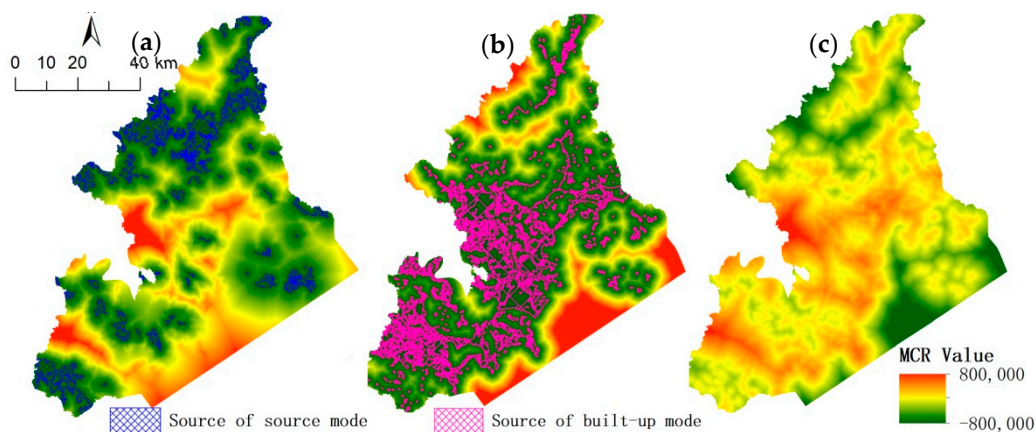 (a)
(b)
(c)
0 10 20 40 km
MCR Value
800,000
-800,000
Source of source mode
Source of built-up mode